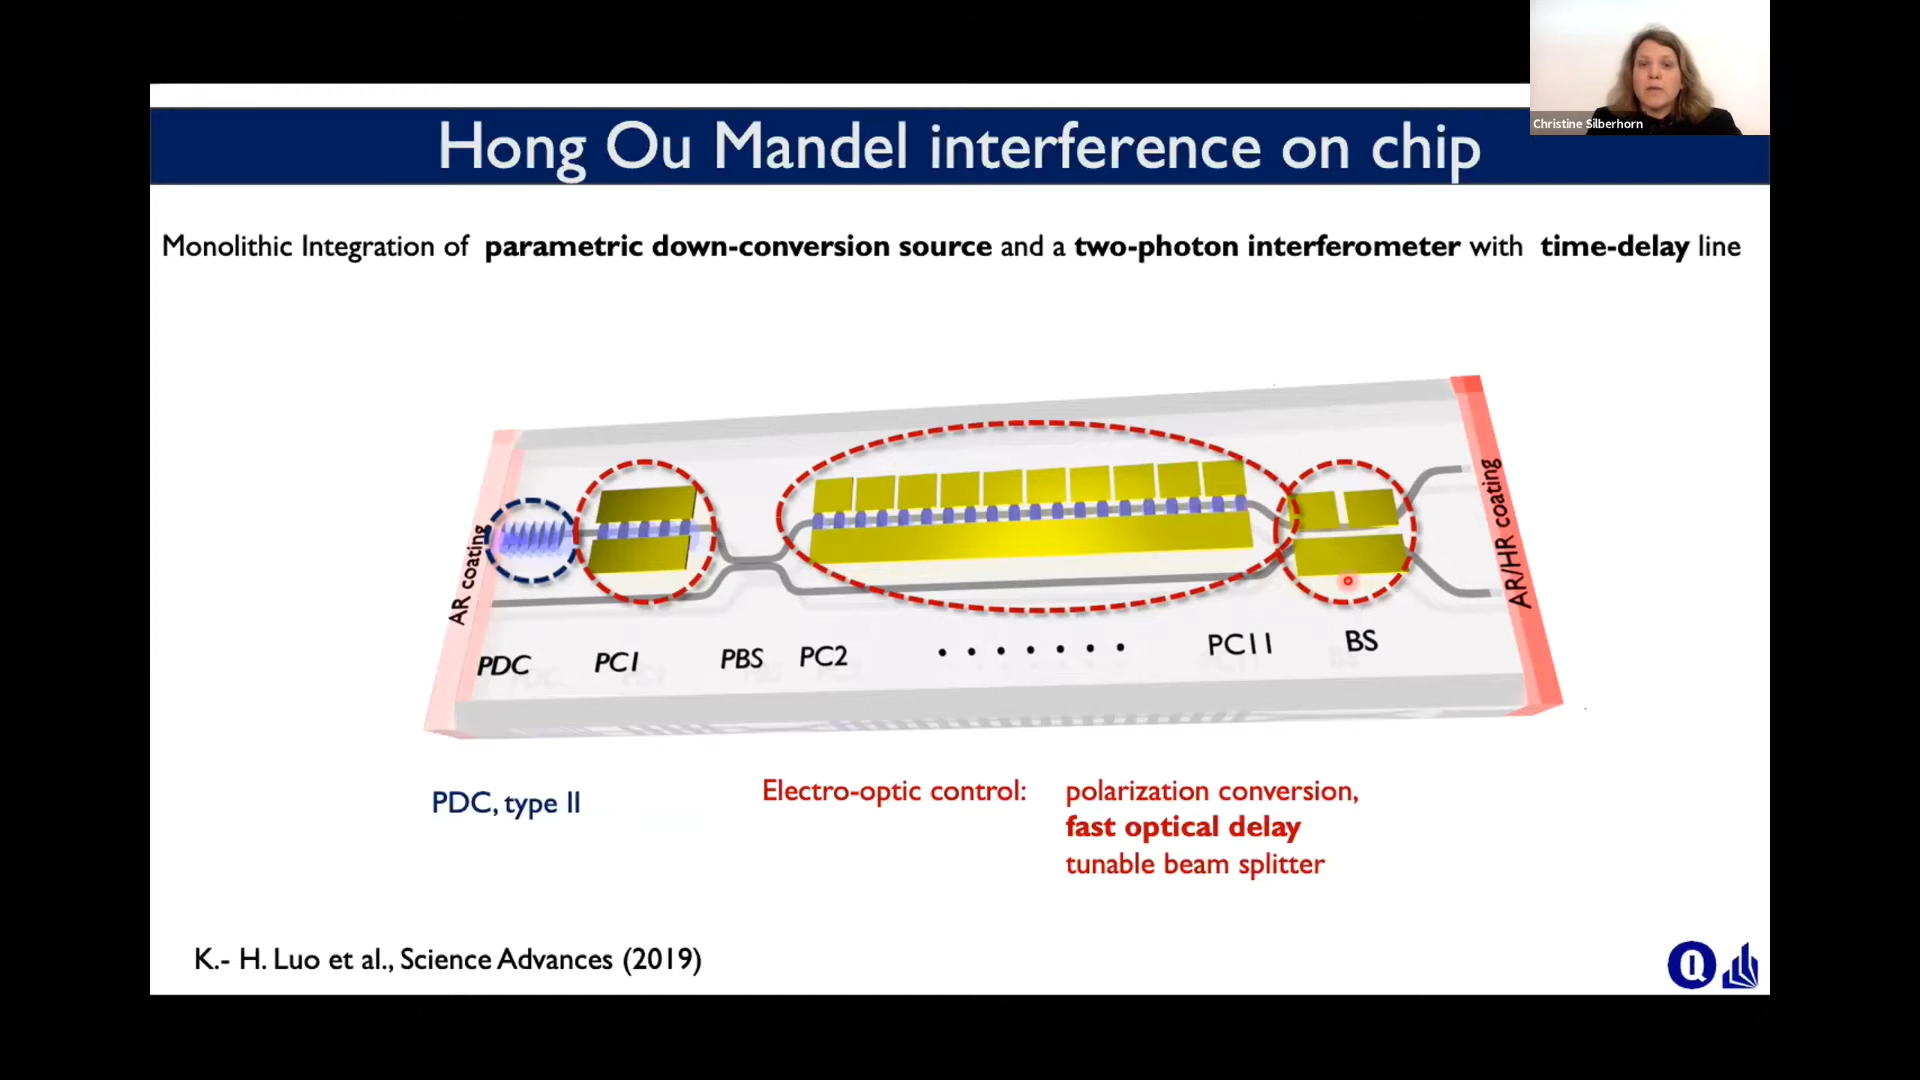 Christine Silberhorn
Hong Ou Mandel interference on chip
Monolithic Integration of parametric down-conversion source and a two-photon interferometer with time-delay line
AR coating
AR/HR coating
PDC
PC1
PBS
PC2
.......
PC11
BS
PDC, type II
Electro-optic control: polarization conversion,
fast optical delay
tunable beam splitter
K.- H. Luo et al., Science Advances (2019)
Q